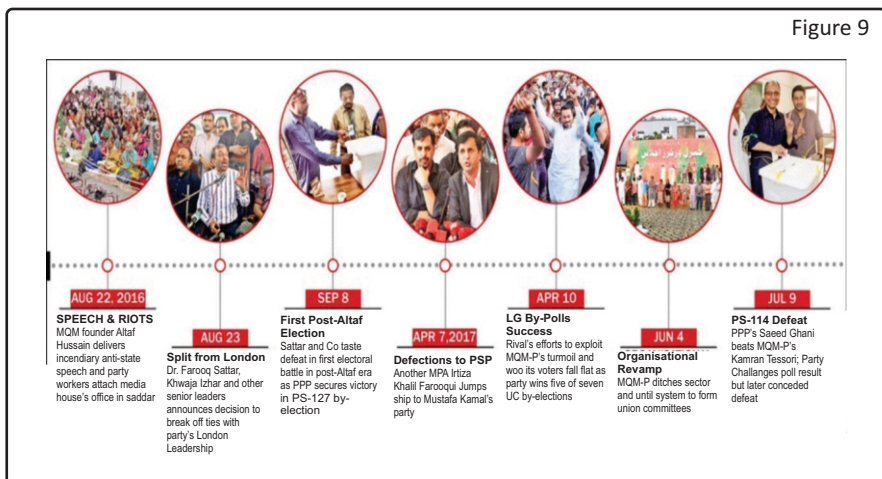 Figure 9
AUG 22, 2016
SPEECH & RIOTS
MQM founder Altaf
Hussain delivers
incendiary anti-state
speech and party
workers attach media
house's office in saddar
AUG 23
Split from London
Dr. Farooq Sattar,
Khwaja Izhar and other
senior leaders
announces decision to
break off ties with
party's London
Leadership
SEP 8
First Post-Altaf
Election
Sattar and Co taste
defeat in first electoral
battle in post-Altaf era
as PPP secures victory
in PS-127 by-
election
APR 7,2017
Defections to PSP
Another MPA Irtiza
Khalil Farooqui Jumps
ship to Mustafa Kamal's
party
APR 10
LG By-Polls
Success
Rival's efforts to exploit
MQM-P's turmoil and
woo its voters fall flat as
party wins five of seven
UC by-elections
JUN 4
Organisational
Revamp
MQM-P ditches sector
and until system to form
union committees
JUL 9
PS-114 Defeat
PPP's Saeed Ghani
beats MQM-P's
Kamran Tessori; Party
Challanges poll result
but later conceded
defeat